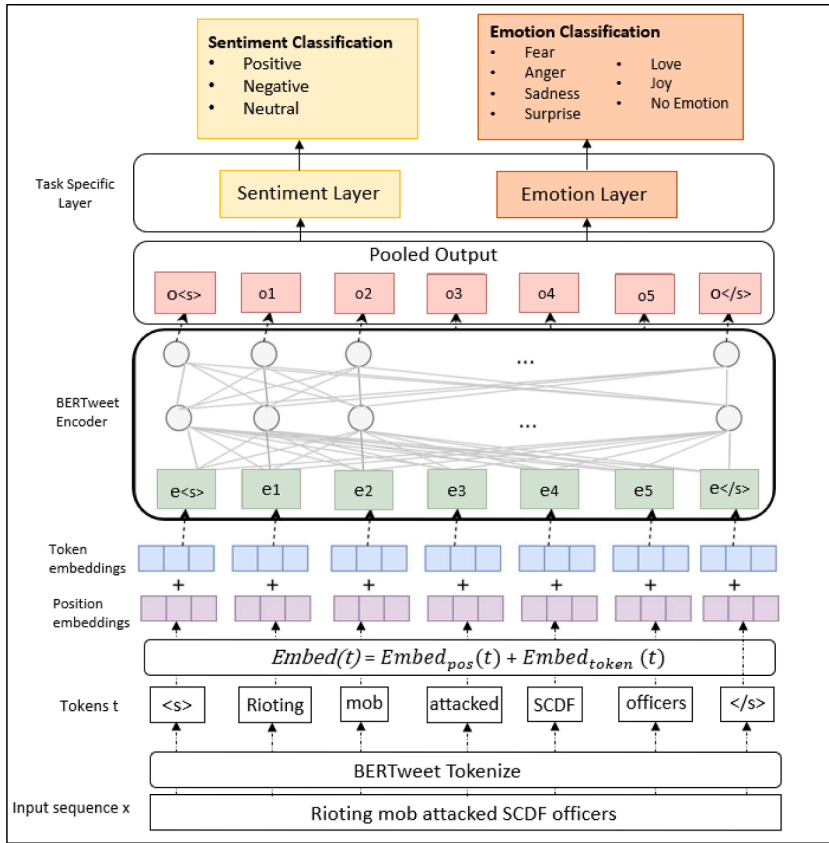 Sentiment Classification
• Positive
• Negative
• Neutral
Emotion Classification
• Fear
• Anger
• Sadness
• Surprise
• Love
• Joy
• No Emotion
Task Specific
Layer
Sentiment Layer
Emotion Layer
Pooled Output
o<s> o1 o2 o3 o4 o5 o</s>
BERTweet
Encoder
...
...
e<s> e1 e2 e3 e4 e5 e</s>
Token
embeddings
+ + + + + + +
Position
embeddings
Embed(t) = Embed_pos(t) + Embed_token (t)
Tokens t
<s> Rioting mob attacked SCDF officers </s>
BERTweet Tokenize
Input sequence x
Rioting mob attacked SCDF officers